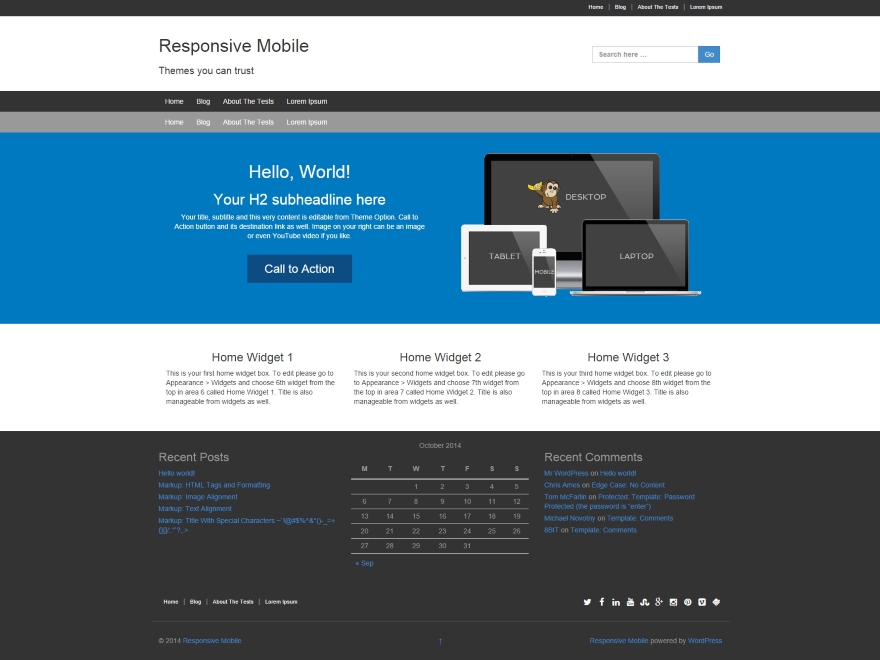 Home | Blog | About The Tests | Lorem Ipsum
Responsive Mobile
Themes you can trust
Search here ...
Go
Home Blog About The Tests Lorem Ipsum
Home Blog About The Tests Lorem Ipsum
Hello, World!
Your H2 subheadline here
Your title, subtitle and this very content is editable from Theme Option. Call to
Action button and its destination link as well. Image on your right can be an image
or even YouTube video if you like.
Call to Action
DESKTOP
TABLET
MOBILE
LAPTOP
Home Widget 1
This is your first home widget box. To edit please go to
Appearance > Widgets and choose 6th widget from the
top in area 6 called Home Widget 1. Title is also
manageable from widgets as well.
Home Widget 2
This is your second home widget box. To edit please go
to Appearance > Widgets and choose 7th widget from
the top in area 7 called Home Widget 2. Title is also
manageable from widgets as well.
Home Widget 3
This is your third home widget box. To edit please go to
Appearance > Widgets and choose 8th widget from the
top in area 8 called Home Widget 3. Title is also
manageable from widgets as well.
Recent Posts
Hello world!
Markup: HTML Tags and Formatting
Markup: Image Alignment
Markup: Text Alignment
Markup: Title With Special Characters
October 2014
M T W T F S S
1 2 3 4 5
6 7 8 9 10 11 12
13 14 15 16 17 18 19
20 21 22 23 24 25 26
27 28 29 30 31
« Sep
Recent Comments
Mr WordPress on Hello world!
Chris Ames on Edge Case: No Content
Tom McFarlin on Protected: Template: Password
Protected (the password is "enter")
Michael Novotny on Template: Comments
8BIT on Template: Comments
Home | Blog | About The Tests | Lorem Ipsum
© 2014 Responsive Mobile
↑
Responsive Mobile powered by WordPress